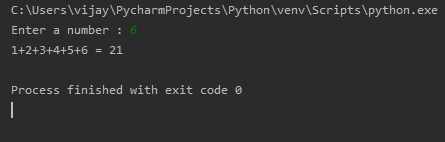 C:\Users\vijay\PycharmProjects\Python\venv\Scripts\python.exe
Enter a number : 6
1+2+3+4+5+6 = 21
Process finished with exit code 0